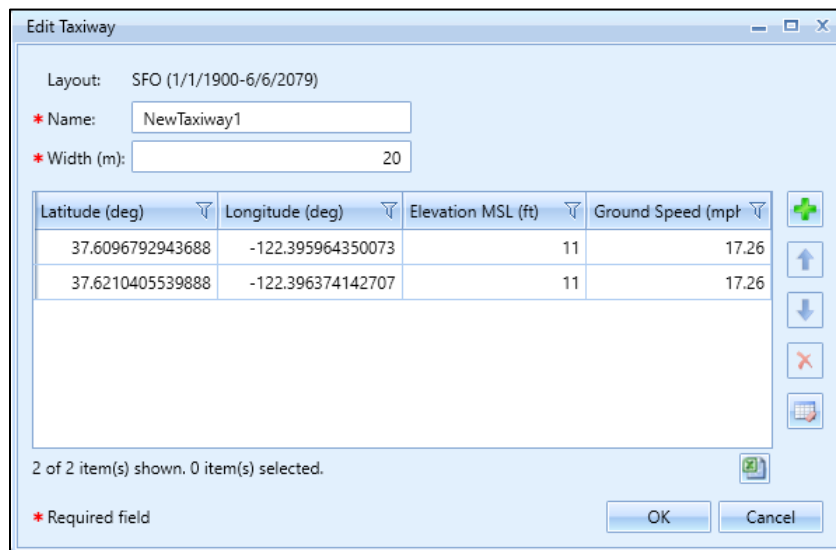 Edit Taxiway
Layout: SFO (1/1/1900-6/6/2079)
* Name: NewTaxiway1
* Width (m): 20
Latitude (deg) Longitude (deg) Elevation MSL (ft) Ground Speed (mph
37.6096792943688 -122.395964350073 11 17.26
37.6210405539888 -122.396374142707 11 17.26
2 of 2 item(s) shown. 0 item(s) selected.
* Required field OK Cancel